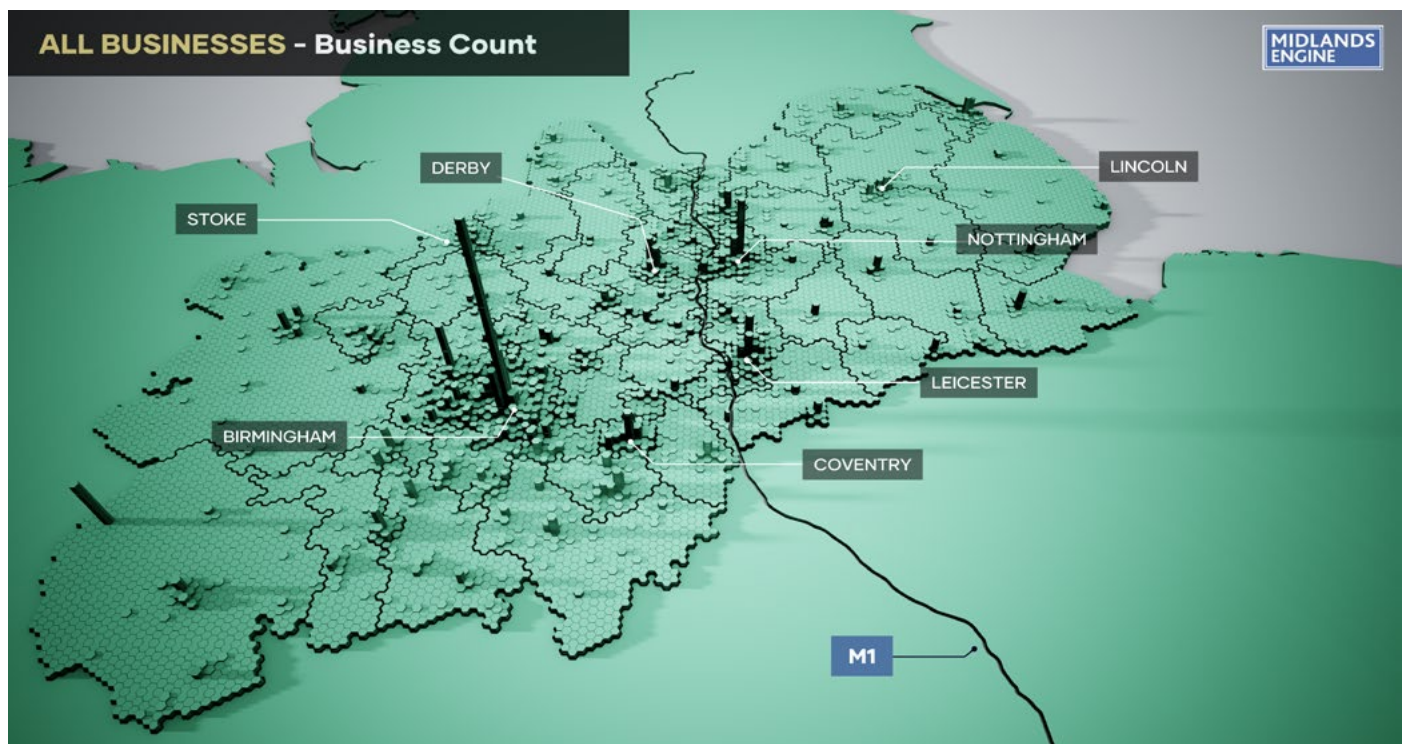 ALL BUSINESSES - Business Count
MIDLANDS
ENGINE
DERBY
LINCOLN
STOKE
NOTTINGHAM
LEICESTER
BIRMINGHAM
COVENTRY
M1